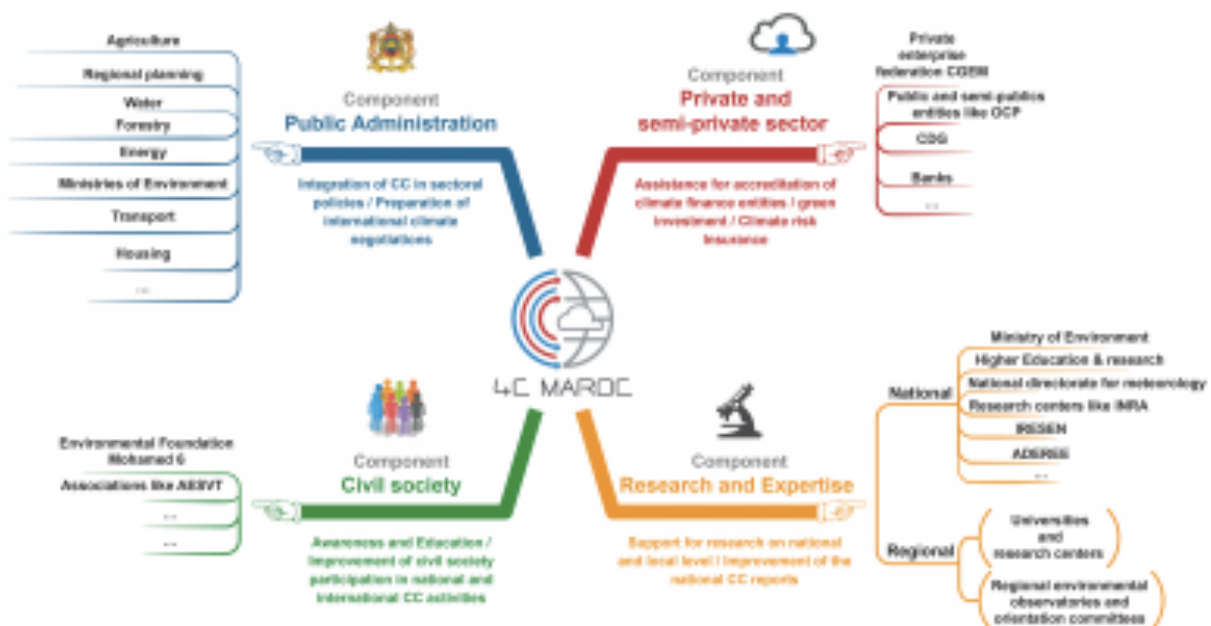 Agriculture
Regional planning
Water
Forestry
Energy
Ministries of Environment
Transport
Housing
...
Component
Public Administration
Integration of CC in sectoral
policies / Preparation of
international climate
negotiations
Component
Private and
semi-private sector
Assistance for accreditation of
climate finance entities / green
investment / Climate risk
Insurance
Private
enterprise
federation CGEM
Public and semi-publics
entities like OCP
CDG
Banks
...
4C MAROC
Environmental Foundation
Mohamed 6
Associations like AESVT
...
...
Component
Civil society
Awareness and Education /
Improvement of civil society
participation in national and
international CC activities
Component
Research and Expertise
Support for research on national
and local level / Improvement of the
national CC reports
National
Ministry of Environment
Higher Education & research
National directorate for meteorology
Research centers like INRA
IRESEN
ADEREE
...
Regional
Universities
and
research centers
Regional environmental
observatories and
orientation committees